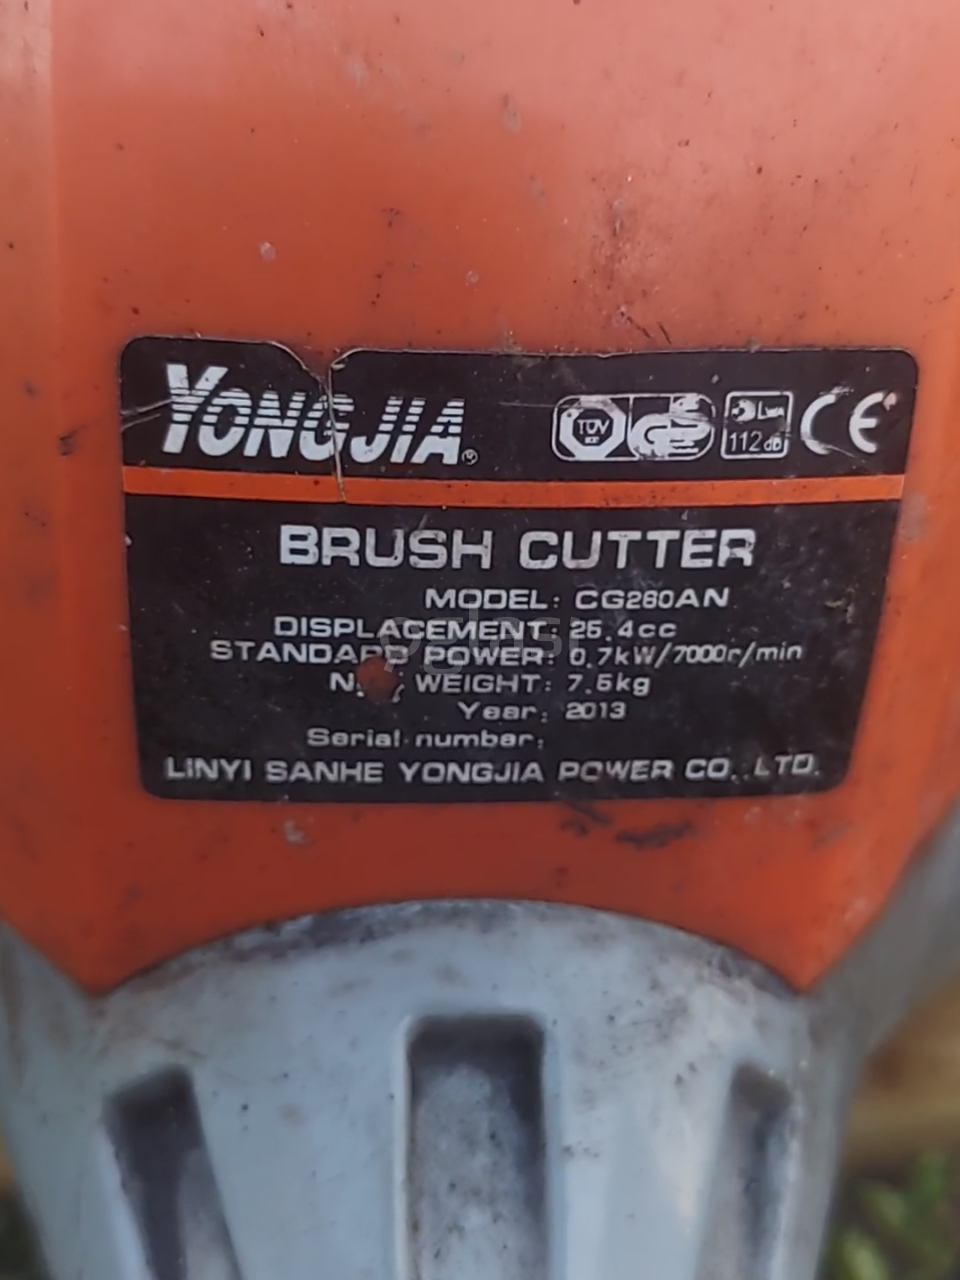 YONGJIA
TÜV
GS
LWA
112 dB
CE
BRUSH CUTTER
MODEL: CG260AN
DISPLACEMENT: 25.4cc
STANDARD POWER: 0.7kW/7000r/min
WEIGHT: 7.5kg
Year: 2013
Serial number:
LINYI SANHE YONGJIA POWER CO.,LTD.